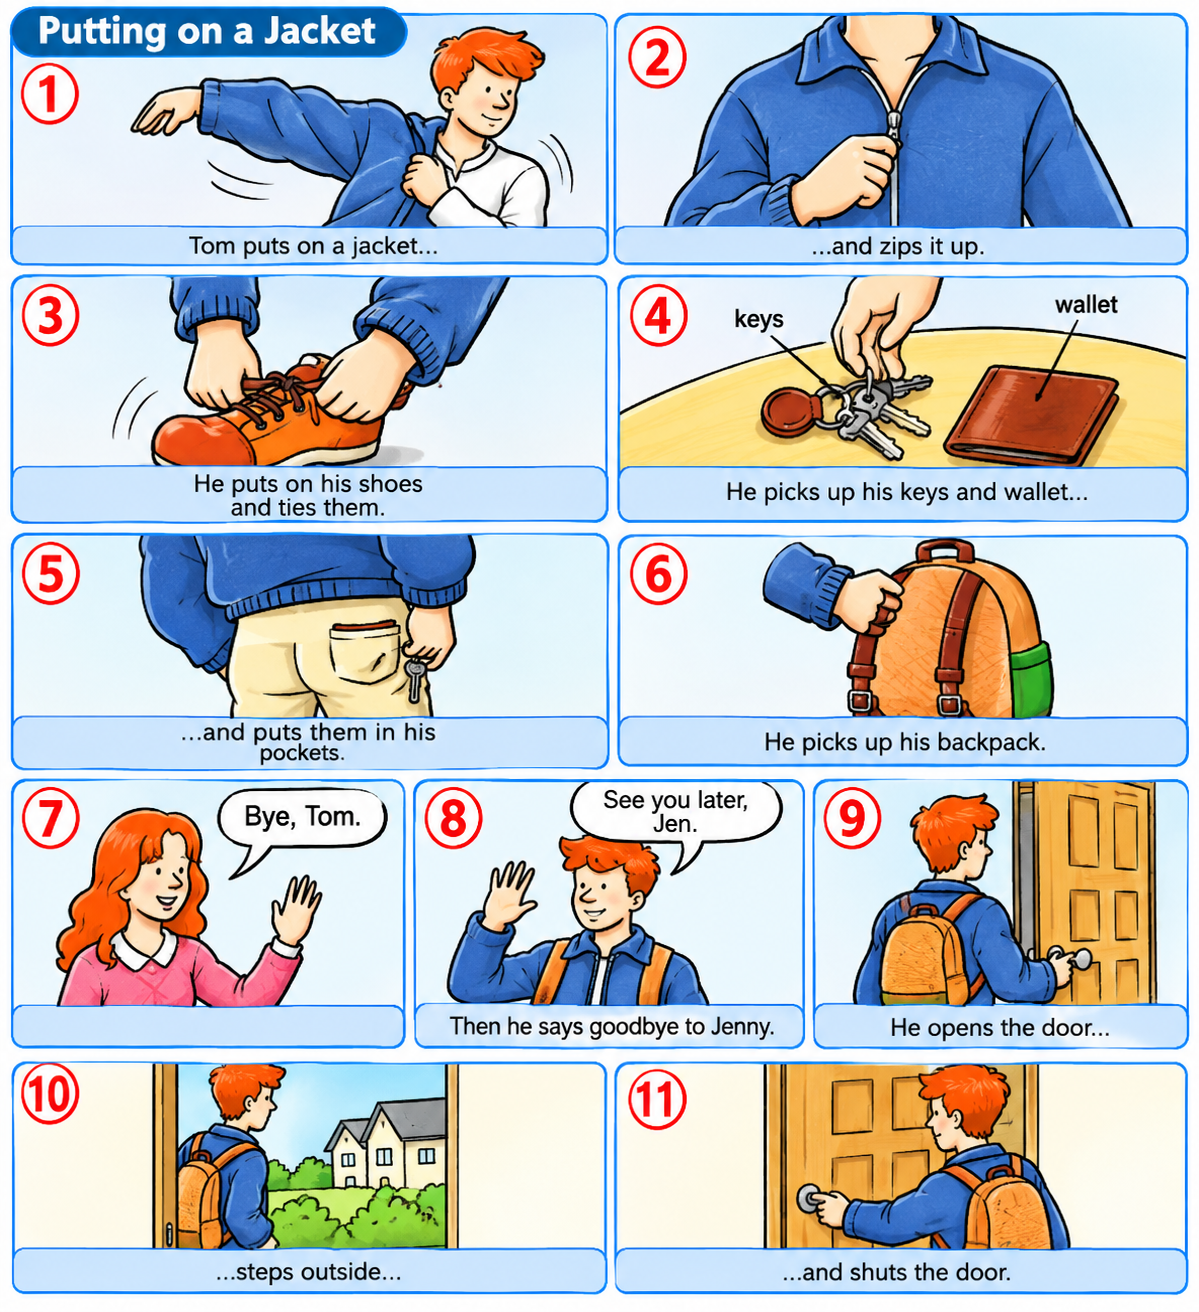 Putting on a Jacket
1
Tom puts on a jacket...
2
...and zips it up.
3
He puts on his shoes
and ties them.
4
keys
wallet
He picks up his keys and wallet...
5
...and puts them in his
pockets.
6
He picks up his backpack.
7
Bye, Tom.
8
See you later,
Jen.
Then he says goodbye to Jenny.
9
He opens the door...
10
...steps outside...
11
...and shuts the door.